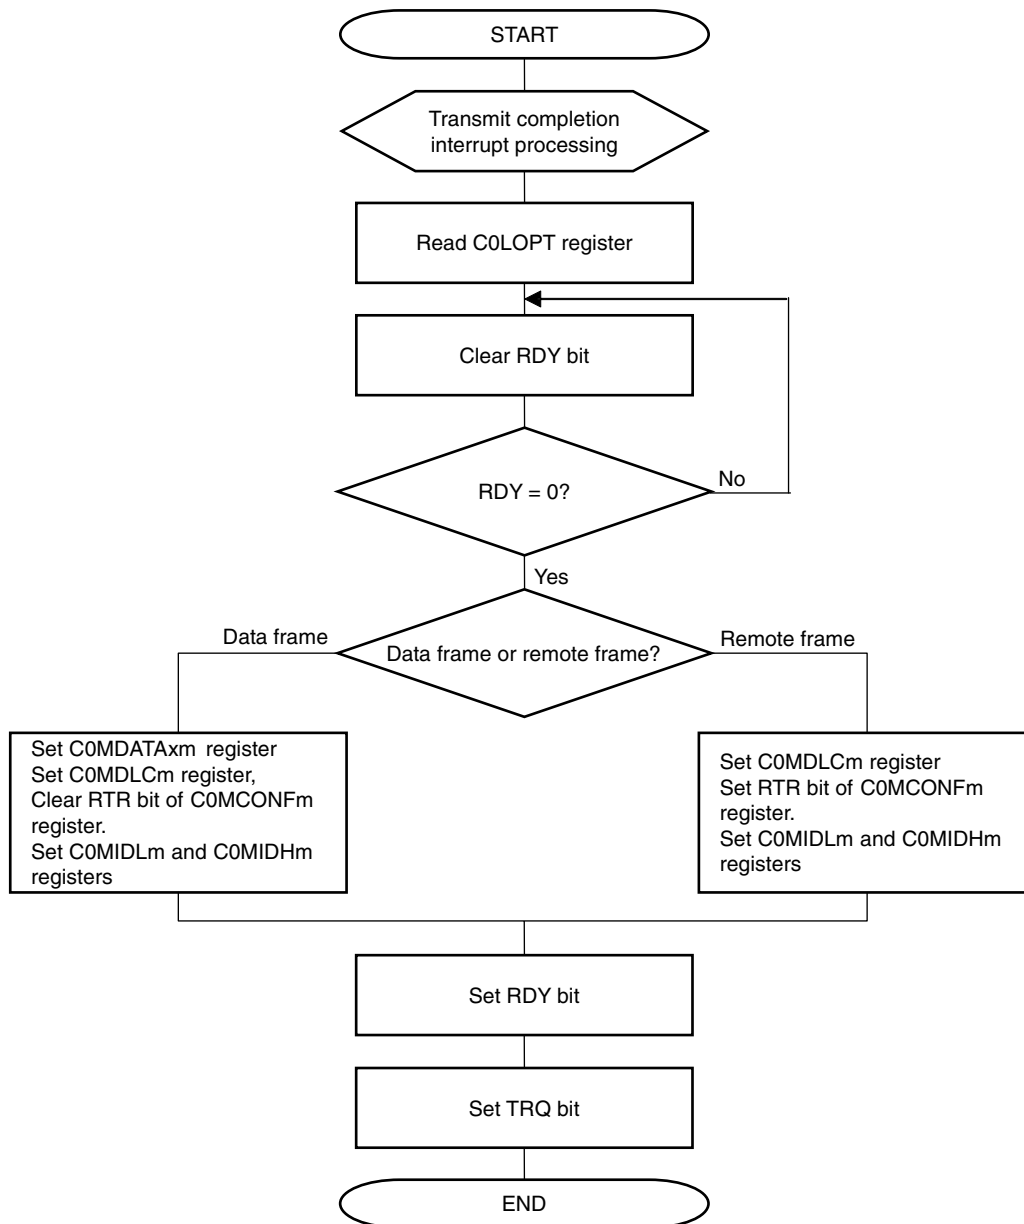 START
Transmit completion
interrupt processing
Read C0LOPT register
Clear RDY bit
RDY = 0?
No
Yes
Data frame
Data frame or remote frame?
Remote frame
Set C0MDATAxm register
Set C0MDLCm register,
Clear RTR bit of C0MCONFm
register.
Set C0MIDLm and C0MIDHm
registers
Set C0MDLCm register
Set RTR bit of C0MCONFm
register.
Set C0MIDLm and C0MIDHm
registers
Set RDY bit
Set TRQ bit
END